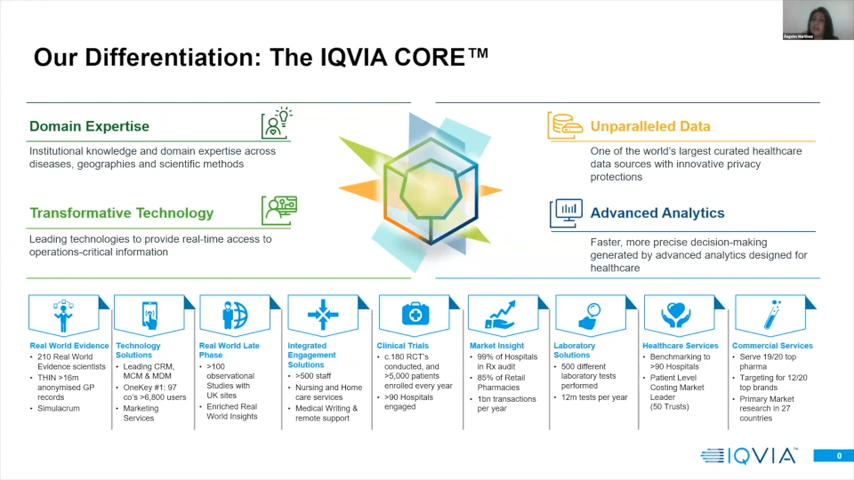 Angeles Martinez
Our Differentiation: The IQVIA CORE™
Domain Expertise
Institutional knowledge and domain expertise across
diseases, geographies and scientific methods
Transformative Technology
Leading technologies to provide real-time access to
operations-critical information
Unparalleled Data
One of the world's largest curated healthcare
data sources with innovative privacy
protections
Advanced Analytics
Faster, more precise decision-making
generated by advanced analytics designed for
healthcare
Real World Evidence
• 210 Real World
Evidence scientists
• THIN >16m
anonymised GP
records
• Simulacrum
Technology
Solutions
• Leading CRM,
MCM & MDM
• OneKey #1: 97
co's >6,800 users
• Marketing
Services
Real World Late
Phase
• >100
observational
Studies with
UK sites
• Enriched Real
World Insights
Integrated
Engagement
Solutions
• >500 staff
• Nursing and Home
care services
• Medical Writing &
remote support
Clinical Trials
• c.180 RCT's
conducted, and
>5,000 patients
enrolled every year
• >90 Hospitals
engaged
Market Insight
• 99% of Hospitals
in Rx audit
• 85% of Retail
Pharmacies
• 1bn transactions
per year
Laboratory
Solutions
• 500 different
laboratory tests
performed
• 12m tests per year
Healthcare Services
• Benchmarking to
>90 Hospitals
• Patient Level
Costing Market
Leader
(50 Trusts)
Commercial Services
• Serve 19/20 top
pharma
• Targeting for 12/20
top brands
• Primary Market
research in 27
countries
IQVIA™
0